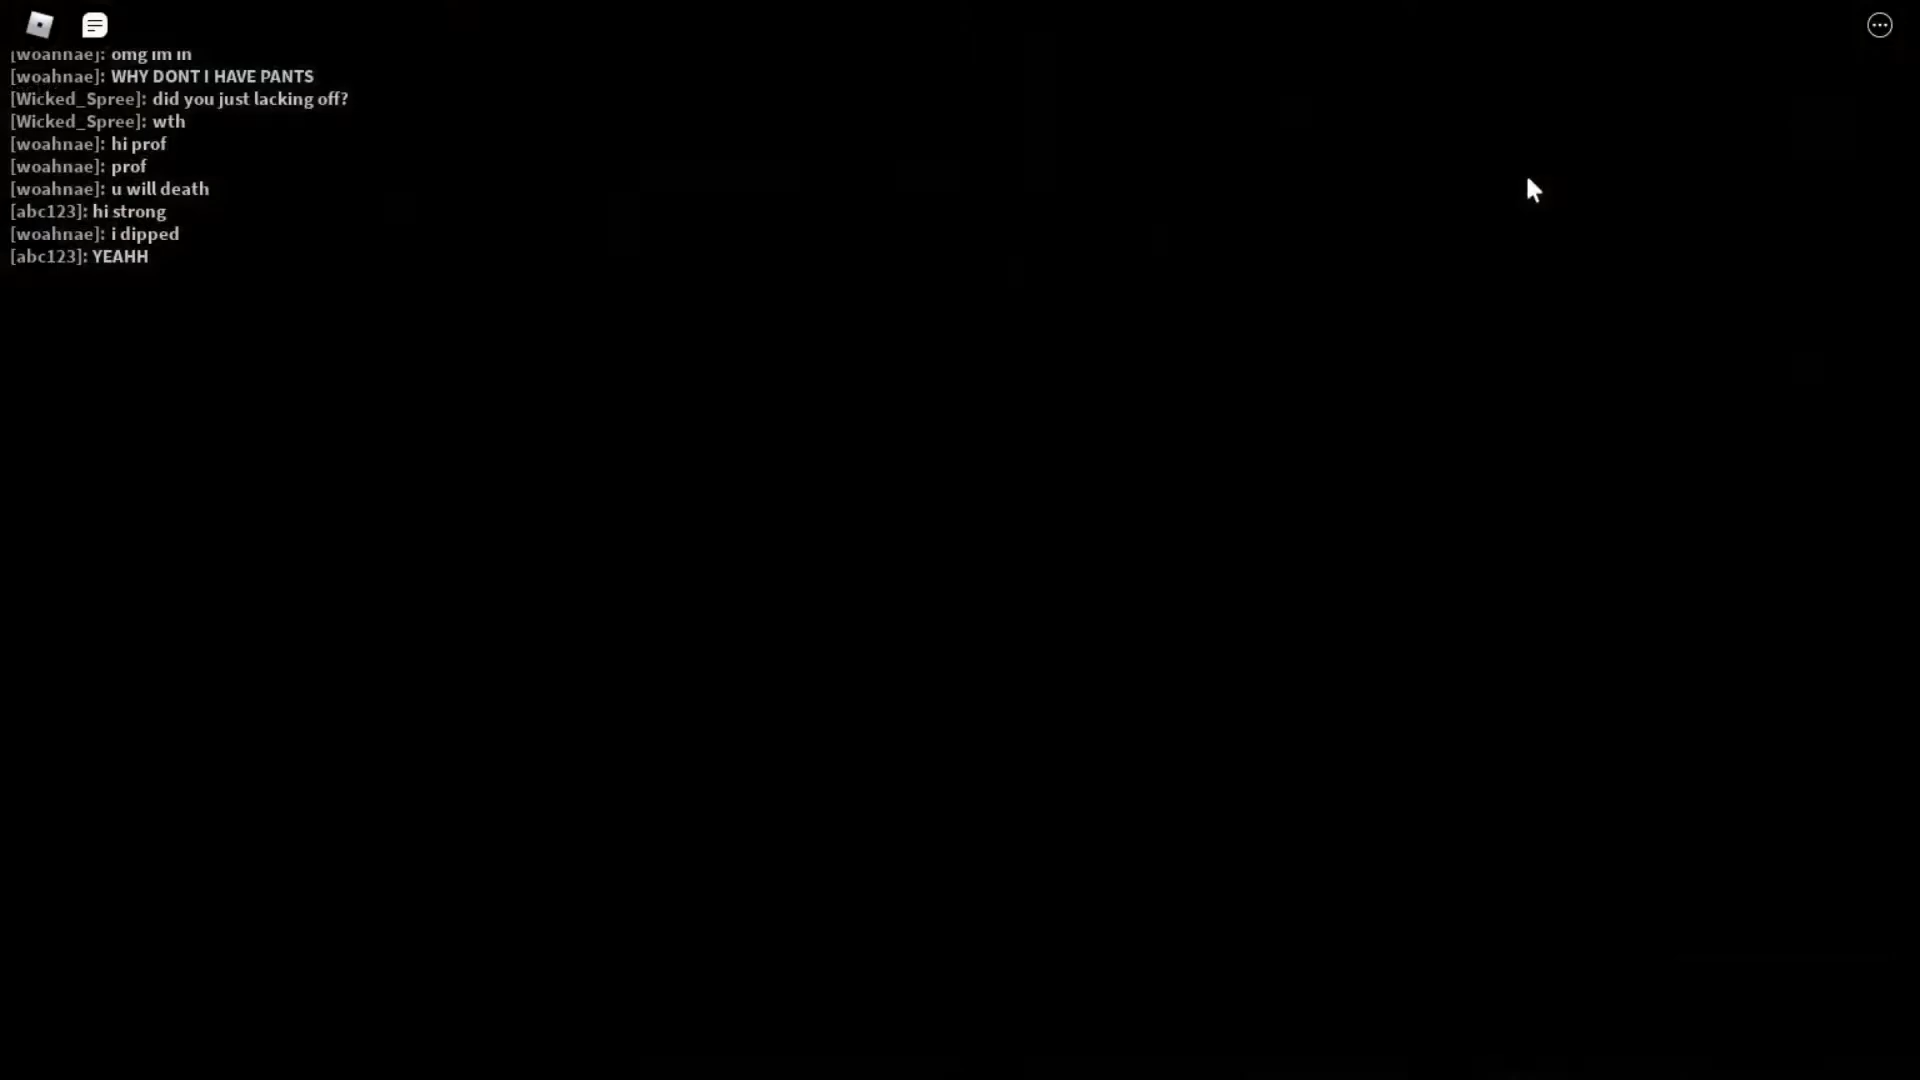 [woahnae]: omg im in
[woahnae]: WHY DONT I HAVE PANTS
[Wicked_Spree]: did you just lacking off?
[Wicked_Spree]: wth
[woahnae]: hi prof
[woahnae]: prof
[woahnae]: u will death
[abc123]: hi strong
[woahnae]: i dipped
[abc123]: YEAHH